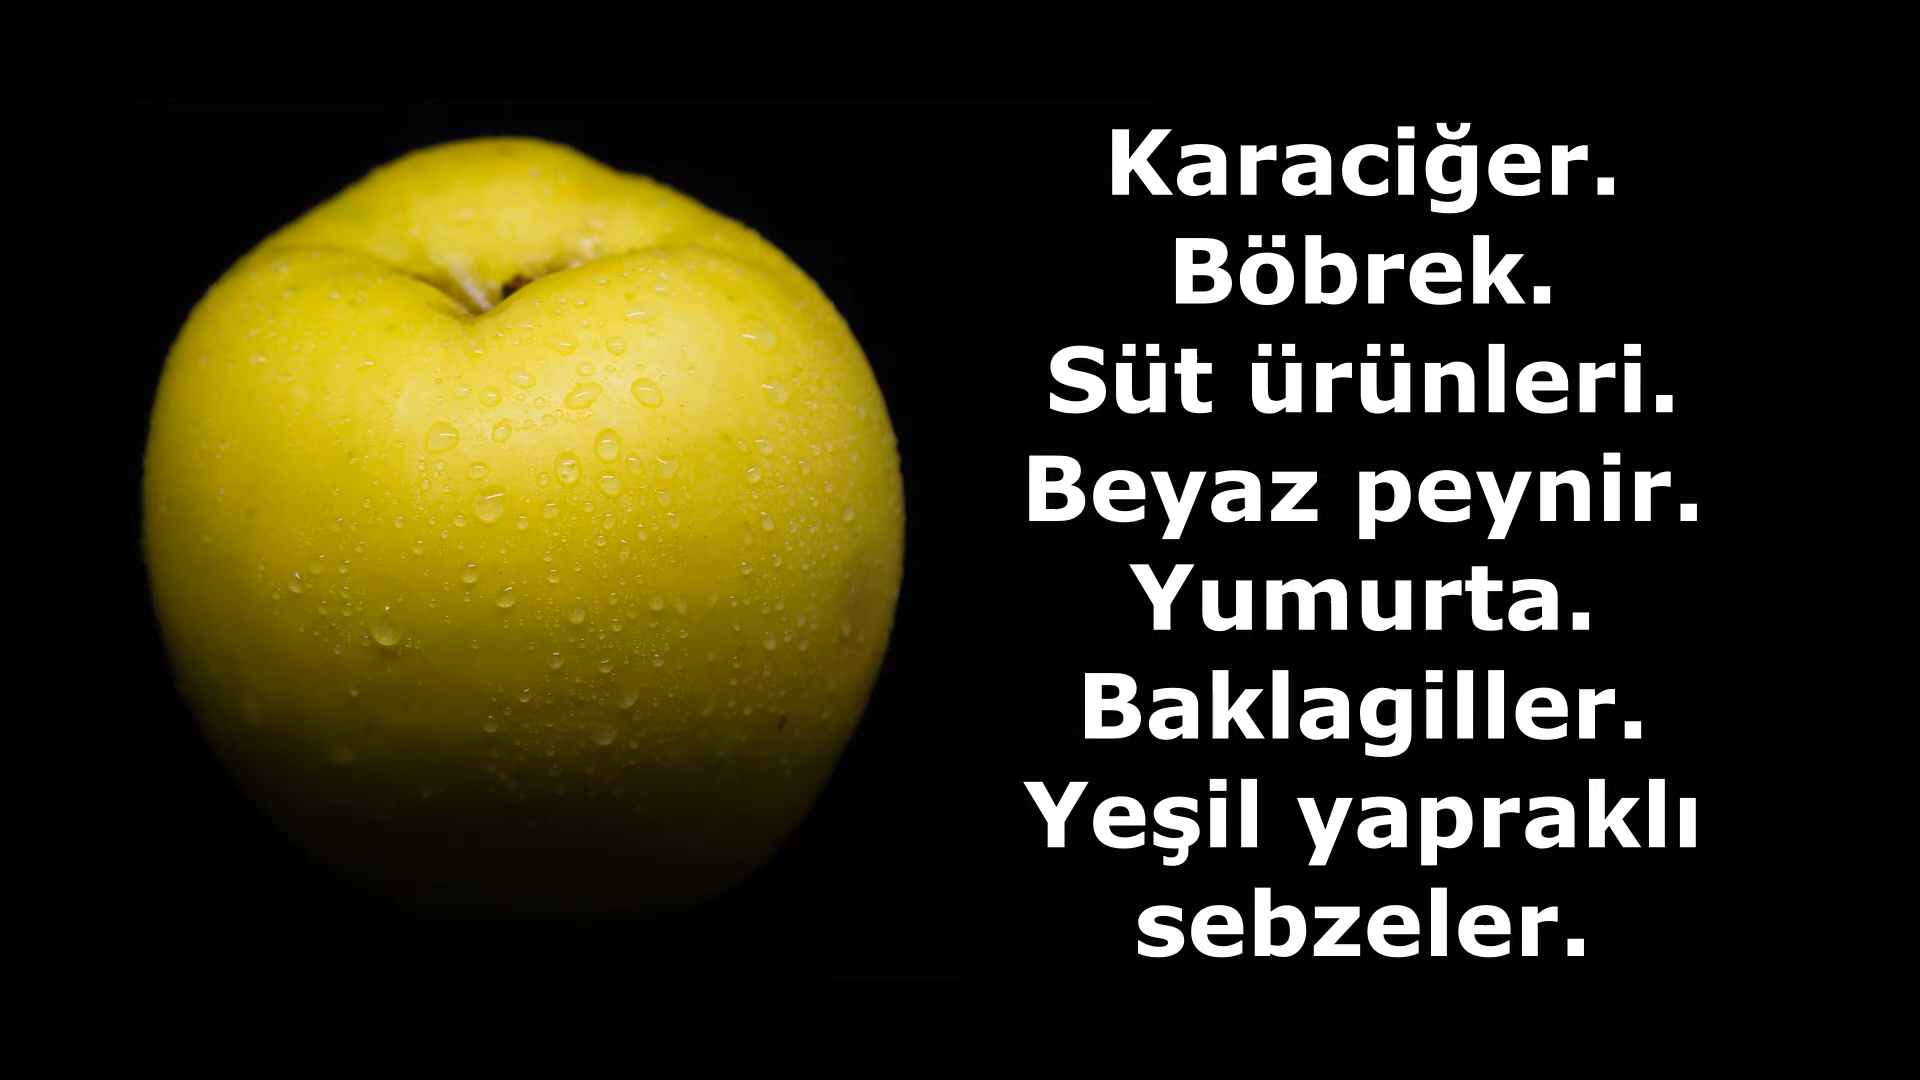 Karaciğer.
Böbrek.
Süt ürünleri.
Beyaz peynir.
Yumurta.
Baklagiller.
Yeşil yapraklı
sebzeler.